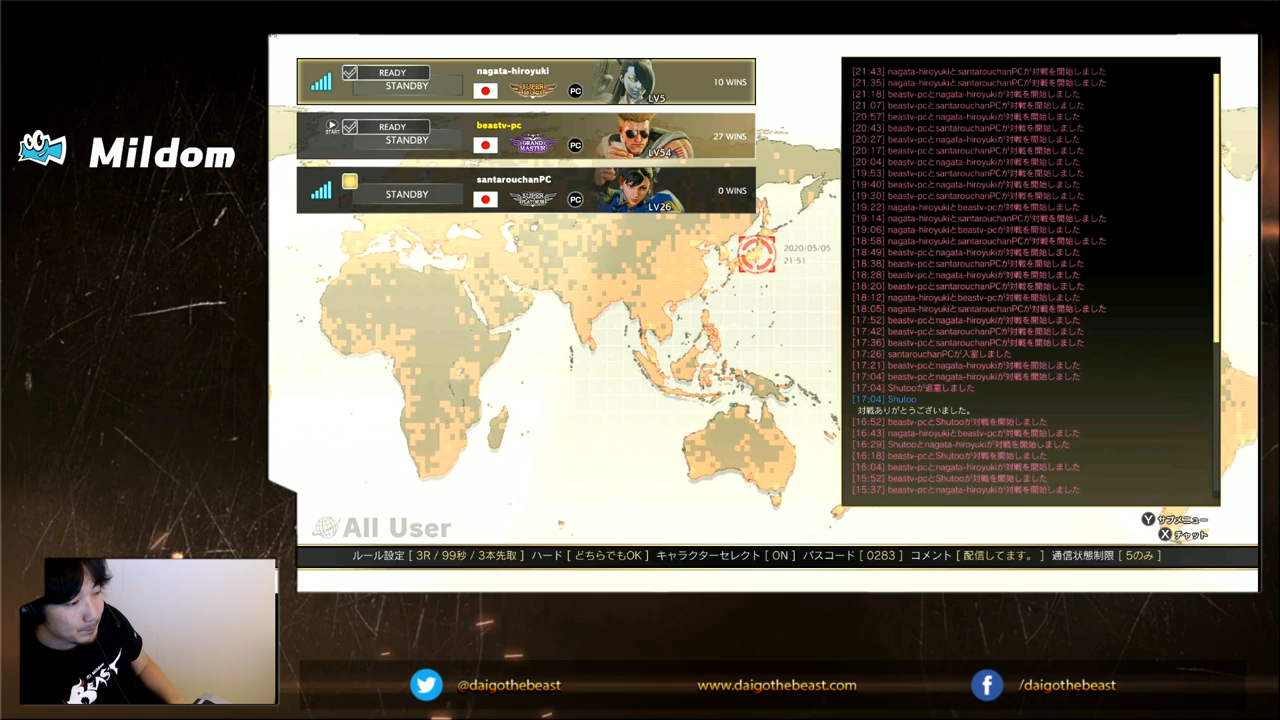 Mildom
READY
STANDBY
nagata-hiroyuki
PC
LV5
10 WINS
START
READY
STANDBY
beastv-pc
GRAND MASTER
PC
LV54
27 WINS
STANDBY
santarouchanPC
SUPER PLATINUM
PC
LV26
0 WINS
2020/05/05
21:51
[21:43] nagata-hiroyukiとsantarouchanPCが対戦を開始しました
[21:35] nagata-hiroyukiとsantarouchanPCが対戦を開始しました
[21:18] beastv-pcとnagata-hiroyukiが対戦を開始しました
[21:07] beastv-pcとsantarouchanPCが対戦を開始しました
[20:57] beastv-pcとnagata-hiroyukiが対戦を開始しました
[20:43] beastv-pcとsantarouchanPCが対戦を開始しました
[20:27] beastv-pcとnagata-hiroyukiが対戦を開始しました
[20:17] beastv-pcとsantarouchanPCが対戦を開始しました
[20:04] beastv-pcとnagata-hiroyukiが対戦を開始しました
[19:53] beastv-pcとsantarouchanPCが対戦を開始しました
[19:40] beastv-pcとnagata-hiroyukiが対戦を開始しました
[19:30] beastv-pcとsantarouchanPCが対戦を開始しました
[19:22] nagata-hiroyukiとbeastv-pcが対戦を開始しました
[19:14] nagata-hiroyukiとsantarouchanPCが対戦を開始しました
[19:06] nagata-hiroyukiとbeastv-pcが対戦を開始しました
[18:58] nagata-hiroyukiとsantarouchanPCが対戦を開始しました
[18:49] beastv-pcとnagata-hiroyukiが対戦を開始しました
[18:38] beastv-pcとsantarouchanPCが対戦を開始しました
[18:28] beastv-pcとnagata-hiroyukiが対戦を開始しました
[18:20] beastv-pcとsantarouchanPCが対戦を開始しました
[18:12] nagata-hiroyukiとbeastv-pcが対戦を開始しました
[18:05] nagata-hiroyukiとsantarouchanPCが対戦を開始しました
[17:52] beastv-pcとnagata-hiroyukiが対戦を開始しました
[17:42] beastv-pcとsantarouchanPCが対戦を開始しました
[17:36] beastv-pcとsantarouchanPCが対戦を開始しました
[17:26] santarouchanPCが入室しました
[17:21] beastv-pcとnagata-hiroyukiが対戦を開始しました
[17:04] beastv-pcとnagata-hiroyukiが対戦を開始しました
[17:04] Shutooが退室しました
[17:04] Shutoo
対戦ありがとうございました。
[16:52] beastv-pcとShutooが対戦を開始しました
[16:43] nagata-hiroyukiとbeastv-pcが対戦を開始しました
[16:29] Shutooとnagata-hiroyukiが対戦を開始しました
[16:18] beastv-pcとShutooが対戦を開始しました
[16:04] beastv-pcとnagata-hiroyukiが対戦を開始しました
[15:52] beastv-pcとShutooが対戦を開始しました
[15:37] beastv-pcとnagata-hiroyukiが対戦を開始しました
All User
Y サブメニュー
X チャット
ルール設定 [ 3R / 99秒 / 3本先取 ] ハード [ どちらでもOK ] キャラクターセレクト [ ON ] パスコード [ 0283 ] コメント [ 配信してます。 ] 通信状態制限 [ 5のみ ]
BEAST
@daigothebeast
www.daigothebeast.com
/daigothebeast